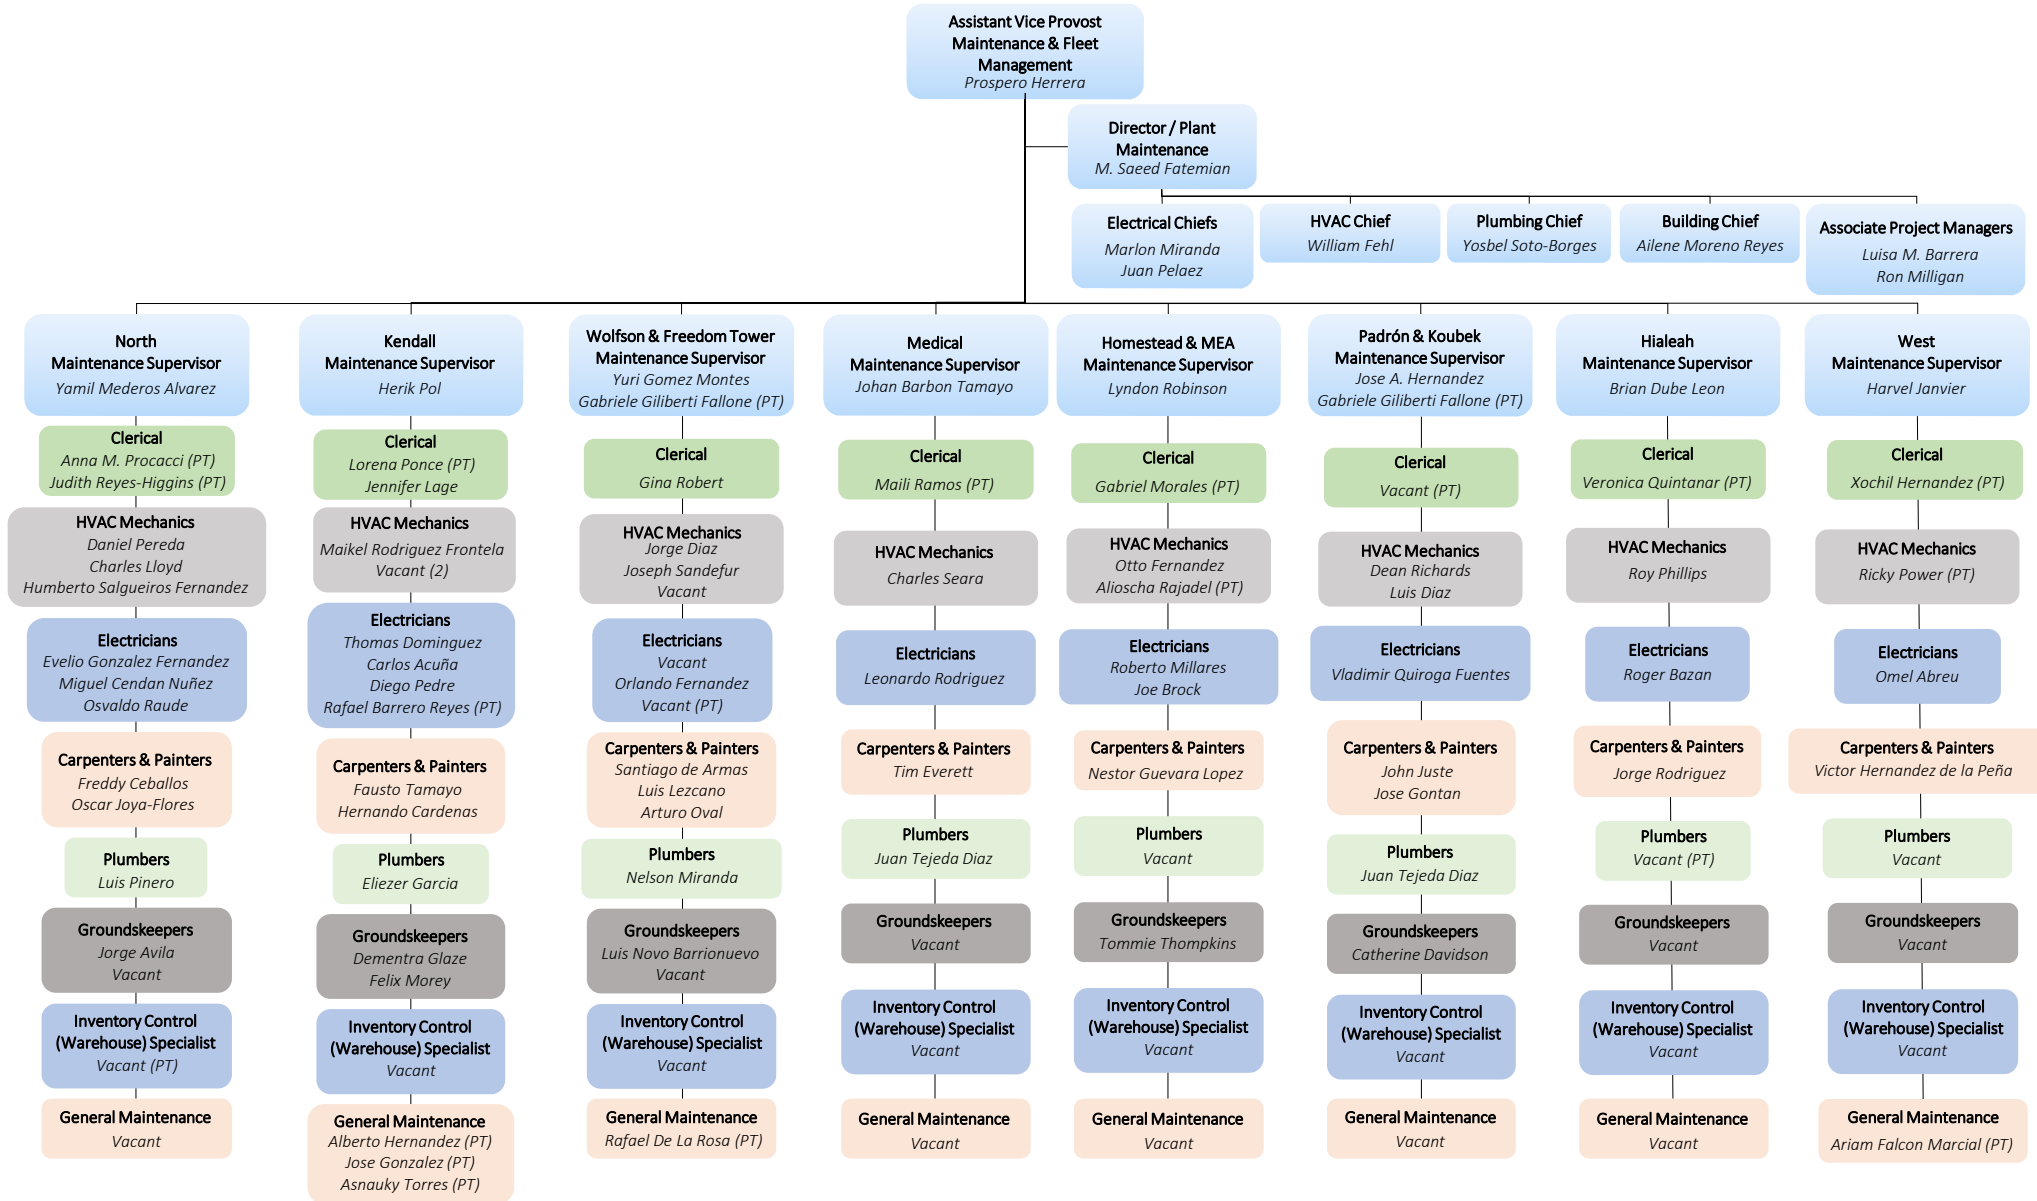 Assistant Vice Provost
Maintenance & Fleet
Management
Prospero Herrera
Director / Plant
Maintenance
M. Saeed Fatemian
Electrical Chiefs
Marlon Miranda
Juan Pelaez
HVAC Chief
William Fehl
Plumbing Chief
Yosbel Soto-Borges
Building Chief
Ailene Moreno Reyes
Associate Project Managers
Luisa M. Barrera
Ron Milligan
North
Maintenance Supervisor
Yamil Mederos Alvarez
Clerical
Anna M. Procacci (PT)
Judith Reyes-Higgins (PT)
HVAC Mechanics
Daniel Pereda
Charles Lloyd
Humberto Salgueiros Fernandez
Electricians
Evelio Gonzalez Fernandez
Miguel Cendan Nuñez
Osvaldo Raude
Carpenters & Painters
Freddy Ceballos
Oscar Joya-Flores
Plumbers
Luis Pinero
Groundskeepers
Jorge Avila
Vacant
Inventory Control
(Warehouse) Specialist
Vacant (PT)
General Maintenance
Vacant
Kendall
Maintenance Supervisor
Herik Pol
Clerical
Lorena Ponce (PT)
Jennifer Lage
HVAC Mechanics
Maikel Rodriguez Frontela
Vacant (2)
Electricians
Thomas Dominguez
Carlos Acuña
Diego Pedre
Rafael Barrero Reyes (PT)
Carpenters & Painters
Fausto Tamayo
Hernando Cardenas
Plumbers
Eliezer Garcia
Groundskeepers
Dementra Glaze
Felix Morey
Inventory Control
(Warehouse) Specialist
Vacant
General Maintenance
Alberto Hernandez (PT)
Jose Gonzalez (PT)
Asnauky Torres (PT)
Wolfson & Freedom Tower
Maintenance Supervisor
Yuri Gomez Montes
Gabriele Giliberti Fallone (PT)
Clerical
Gina Robert
HVAC Mechanics
Jorge Diaz
Joseph Sandefur
Vacant
Electricians
Vacant
Orlando Fernandez
Vacant (PT)
Carpenters & Painters
Santiago de Armas
Luis Lezcano
Arturo Oval
Plumbers
Nelson Miranda
Groundskeepers
Luis Novo Barrionuevo
Vacant
Inventory Control
(Warehouse) Specialist
Vacant
General Maintenance
Rafael De La Rosa (PT)
Medical
Maintenance Supervisor
Johan Barbon Tamayo
Clerical
Maili Ramos (PT)
HVAC Mechanics
Charles Seara
Electricians
Leonardo Rodriguez
Carpenters & Painters
Tim Everett
Plumbers
Juan Tejeda Diaz
Groundskeepers
Vacant
Inventory Control
(Warehouse) Specialist
Vacant
General Maintenance
Vacant
Homestead & MEA
Maintenance Supervisor
Lyndon Robinson
Clerical
Gabriel Morales (PT)
HVAC Mechanics
Otto Fernandez
Alioscha Rajadel (PT)
Electricians
Roberto Millares
Joe Brock
Carpenters & Painters
Nestor Guevara Lopez
Plumbers
Vacant
Groundskeepers
Tommie Thompkins
Inventory Control
(Warehouse) Specialist
Vacant
General Maintenance
Vacant
Padrón & Koubek
Maintenance Supervisor
Jose A. Hernandez
Gabriele Giliberti Fallone (PT)
Clerical
Vacant (PT)
HVAC Mechanics
Dean Richards
Luis Diaz
Electricians
Vladimir Quiroga Fuentes
Carpenters & Painters
John Juste
Jose Gontan
Plumbers
Juan Tejeda Diaz
Groundskeepers
Catherine Davidson
Inventory Control
(Warehouse) Specialist
Vacant
General Maintenance
Vacant
Hialeah
Maintenance Supervisor
Brian Dube Leon
Clerical
Veronica Quintanar (PT)
HVAC Mechanics
Roy Phillips
Electricians
Roger Bazan
Carpenters & Painters
Jorge Rodriguez
Plumbers
Vacant (PT)
Groundskeepers
Vacant
Inventory Control
(Warehouse) Specialist
Vacant
General Maintenance
Vacant
West
Maintenance Supervisor
Harvel Janvier
Clerical
Xochil Hernandez (PT)
HVAC Mechanics
Ricky Power (PT)
Electricians
Omel Abreu
Carpenters & Painters
Victor Hernandez de la Peña
Plumbers
Vacant
Groundskeepers
Vacant
Inventory Control
(Warehouse) Specialist
Vacant
General Maintenance
Ariam Falcon Marcial (PT)